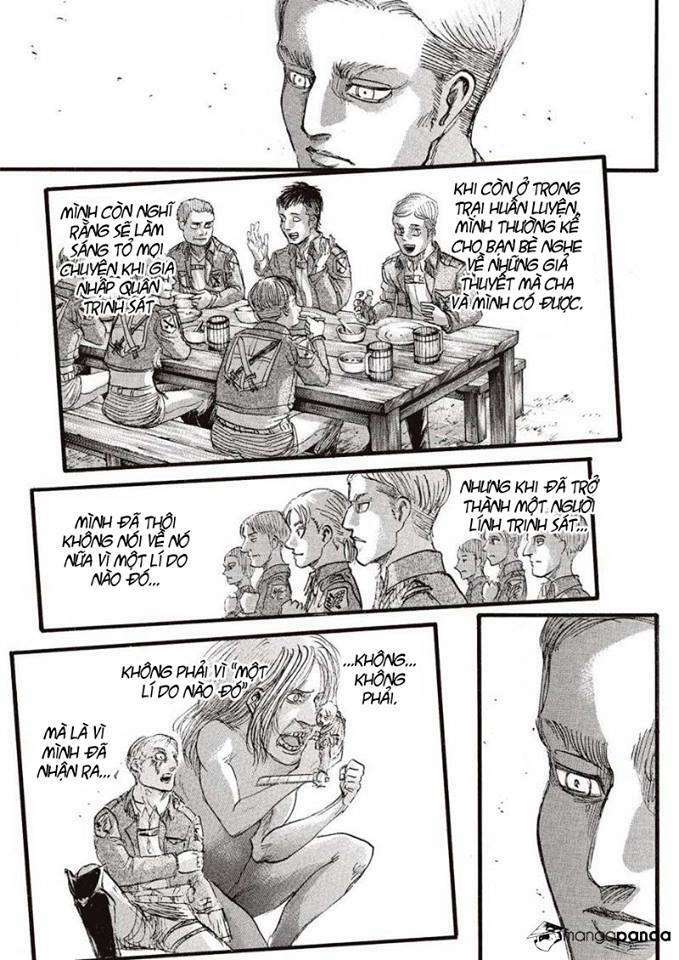 KHI CÒN Ở TRONG
TRẠI HUẤN LUYỆN,
MÌNH THƯỜNG KỂ
CHO BẠN BÈ NGHE
VỀ NHỮNG GIẢ
THUYẾT MÀ CHA
VÀ MÌNH CÓ ĐƯỢC.
MÌNH CÒN NGHĨ
RẰNG SẼ LÀM
SÁNG TỎ MỌI
CHUYỆN KHI GIA
NHẬP QUÂN
TRINH SÁT
NHƯNG KHI ĐÃ TRỞ
THÀNH MỘT NGƯỜI
LÍNH TRINH SÁT...
MÌNH ĐÃ THÔI
KHÔNG NÓI VỀ NÓ
NỮA VÌ MỘT LÍ DO
NÀO ĐÓ...
...KHÔNG...
KHÔNG
PHẢI.
KHÔNG PHẢI VÌ "MỘT
LÍ DO NÀO ĐÓ"
MÀ LÀ VÌ
MÌNH ĐÃ
NHẬN RA...
mangapanda